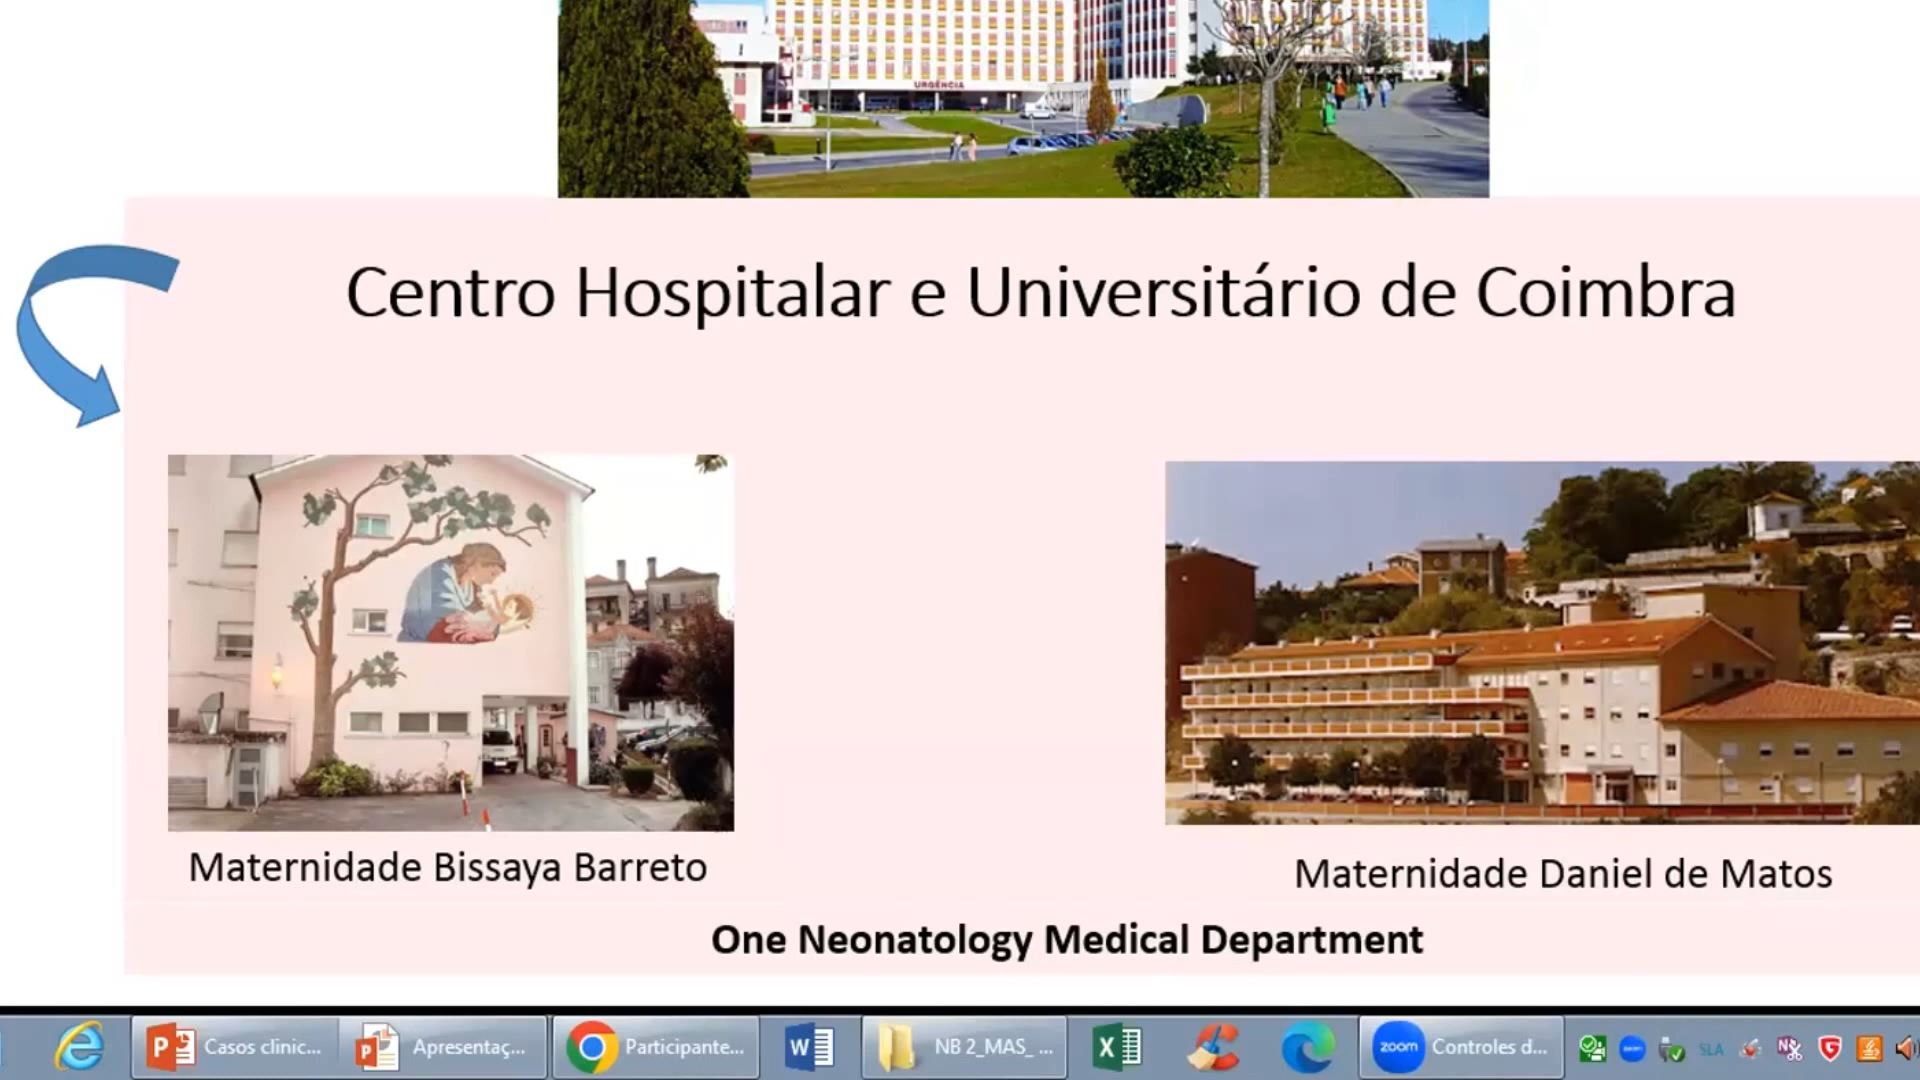 URGÊNCIA
Centro Hospitalar e Universitário de Coimbra
Maternidade Bissaya Barreto
Maternidade Daniel de Matos
One Neonatology Medical Department
Casos clinic...
Apresentaç...
Participante...
NB 2_MAS_ ...
zoom
Controles d...
SLA